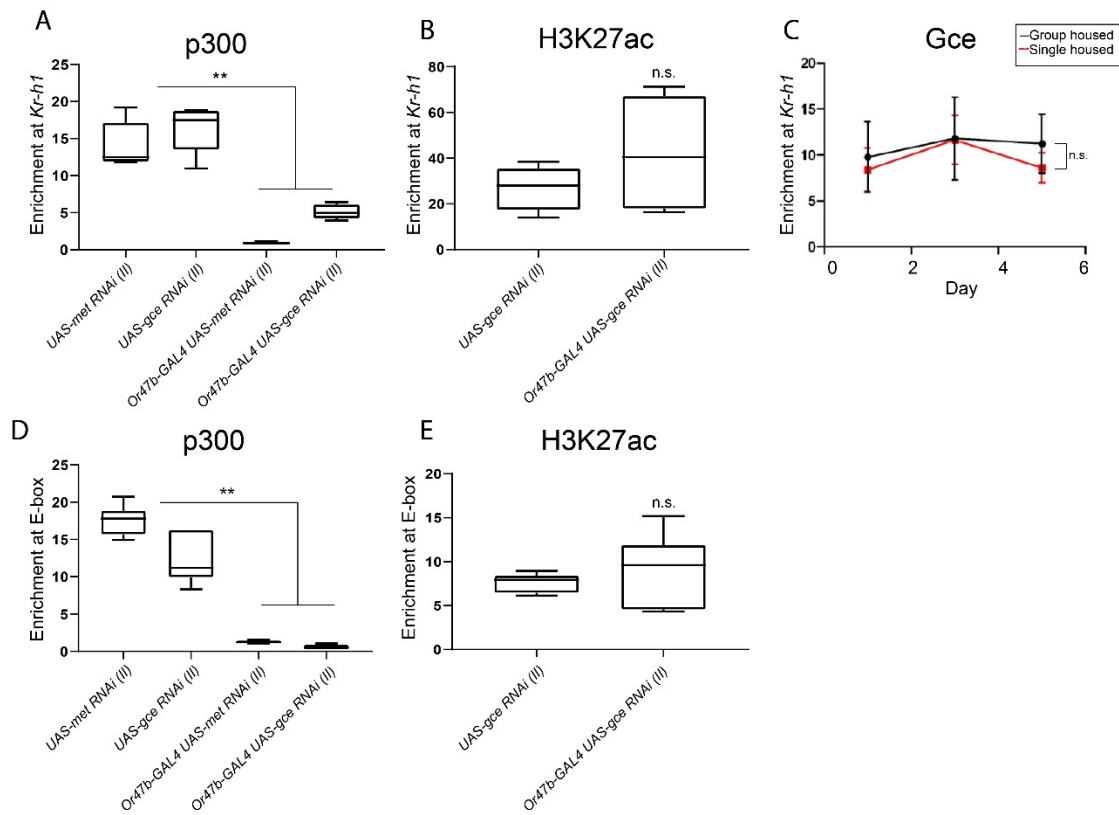 A
p300
Enrichment at Kr-h1
25
20
15
10
5
0
**
UAS-met RNAi (II)
UAS-gce RNAi (II)
Or47b-GAL4 UAS-met RNAi (II)
Or47b-GAL4 UAS-gce RNAi (II)
B
H3K27ac
Enrichment at Kr-h1
80
60
40
20
0
n.s.
UAS-gce RNAi (II)
Or47b-GAL4 UAS-gce RNAi (II)
C
Gce
Group housed
Single housed
Enrichment at Kr-h1
20
15
10
5
0
n.s.
0 2 4 6
Day
D
p300
Enrichment at E-box
25
20
15
10
5
0
**
UAS-met RNAi (II)
UAS-gce RNAi (II)
Or47b-GAL4 UAS-met RNAi (II)
Or47b-GAL4 UAS-gce RNAi (II)
E
H3K27ac
Enrichment at E-box
20
15
10
5
0
n.s.
UAS-gce RNAi (II)
Or47b-GAL4 UAS-gce RNAi (II)